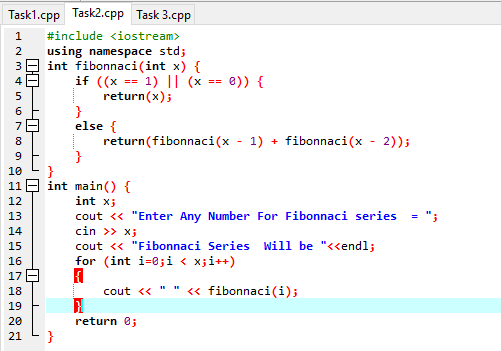 Task1.cpp Task2.cpp Task 3.cpp
1 #include <iostream>
2 using namespace std;
3 int fibonnaci(int x) {
4 if ((x == 1) || (x == 0)) {
5 return(x);
6 }
7 else {
8 return(fibonnaci(x - 1) + fibonnaci(x - 2));
9 }
10 }
11 int main() {
12 int x;
13 cout << "Enter Any Number For Fibonnaci series  = ";
14 cin >> x;
15 cout << "Fibonnaci Series  Will be "<<endl;
16 for (int i=0;i < x;i++)
17 {
18 cout << " " << fibonnaci(i);
19 }
20 return 0;
21 }